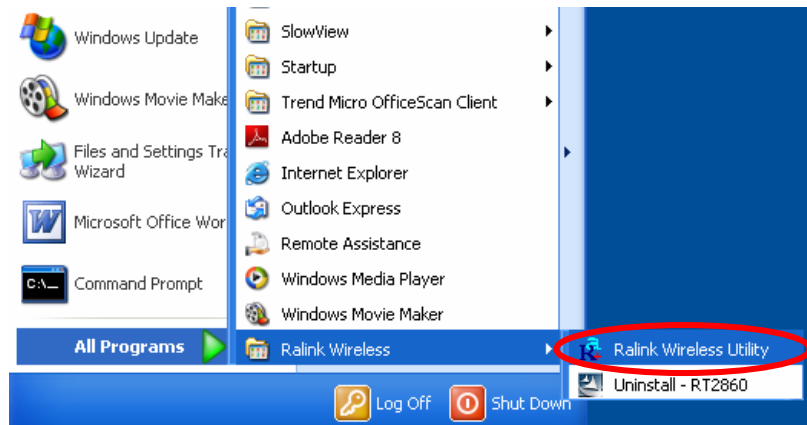 Windows Update
Windows Movie Make
Files and Settings Tra
Wizard
Microsoft Office Wor
C:\_
Command Prompt
All Programs
SlowView
Startup
Trend Micro OfficeScan Client
Adobe Reader 8
Internet Explorer
Outlook Express
Remote Assistance
Windows Media Player
Windows Movie Maker
Ralink Wireless
Ralink Wireless Utility
Uninstall - RT2860
Log Off
Shut Down